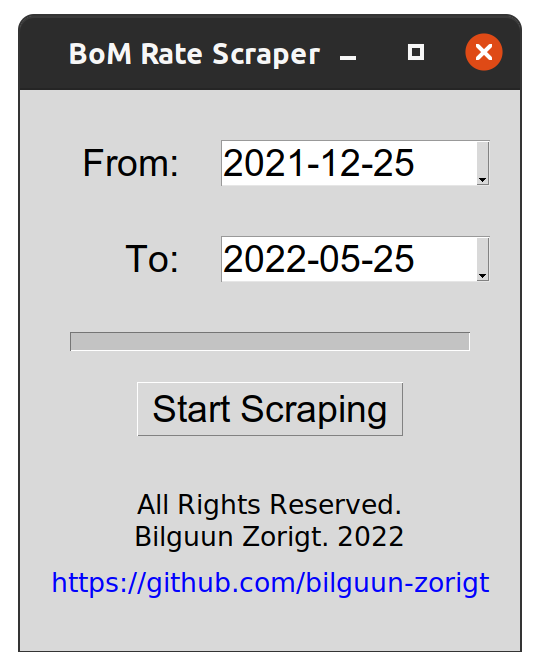 BoM Rate Scraper
From: 2021-12-25
To: 2022-05-25
Start Scraping
All Rights Reserved.
Bilguun Zorigt. 2022
https://github.com/bilguun-zorigt